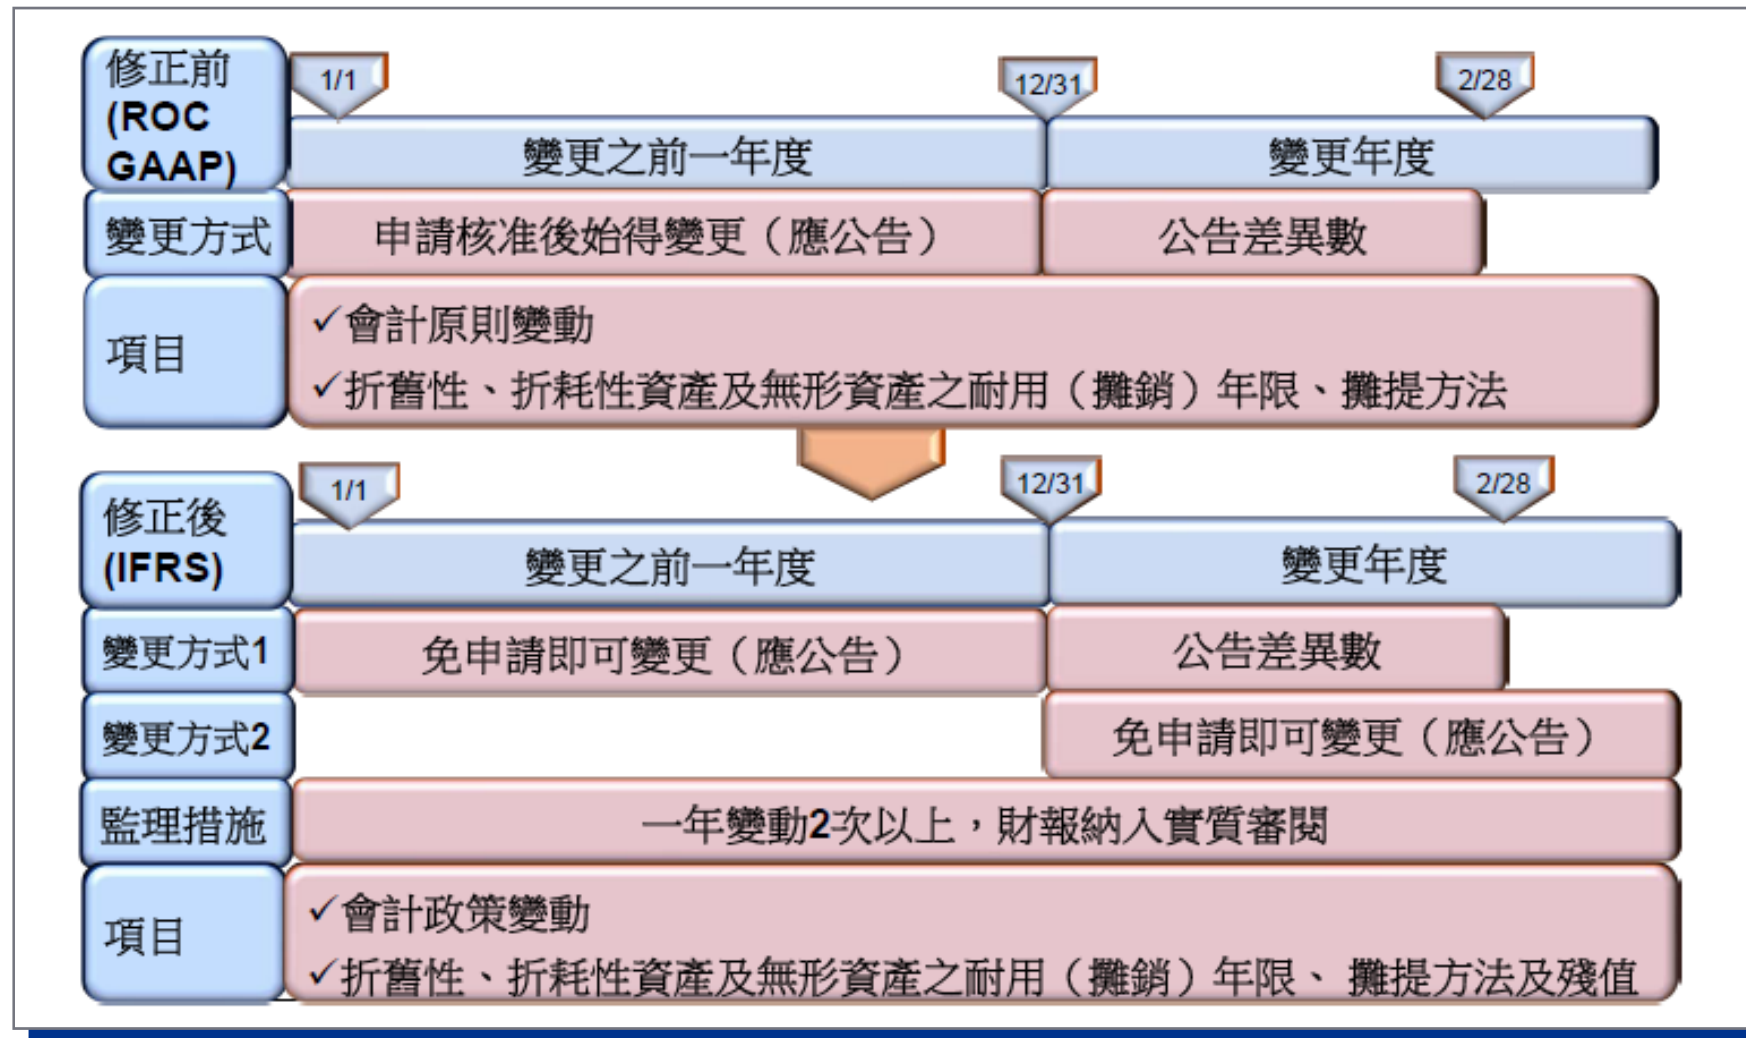 修正前
(ROC
GAAP)
1/1
12/31
2/28
變更之前一年度
變更年度
變更方式
申請核准後始得變更（應公告）
公告差異數
項目
✓會計原則變動
✓折舊性、折耗性資產及無形資產之耐用（攤銷）年限、攤提方法
修正後
(IFRS)
1/1
12/31
2/28
變更之前一年度
變更年度
變更方式1
免申請即可變更（應公告）
公告差異數
變更方式2
免申請即可變更（應公告）
監理措施
一年變動2次以上，財報納入實質審閱
項目
✓會計政策變動
✓折舊性、折耗性資產及無形資產之耐用（攤銷）年限、 攤提方法及殘值